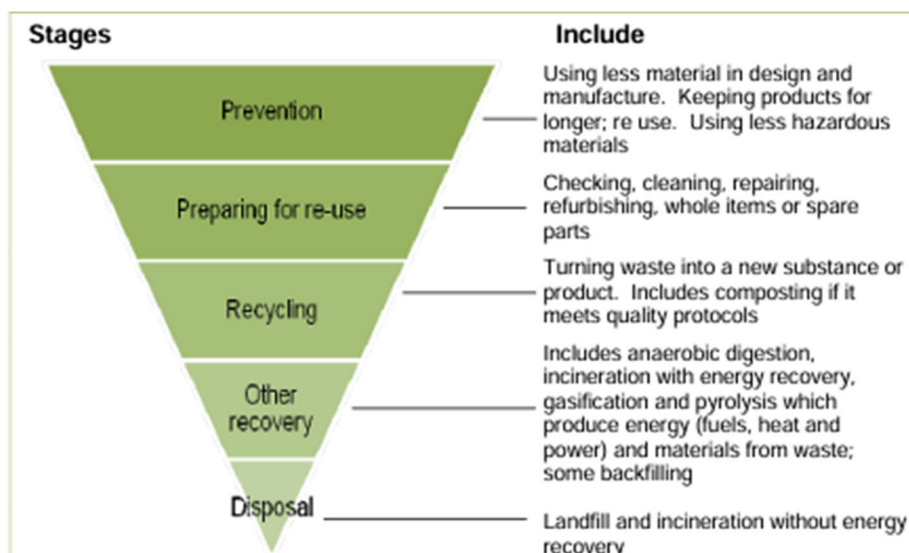 Stages
Include
Prevention
Using less material in design and
manufacture. Keeping products for
longer; re use. Using less hazardous
materials
Preparing for re-use
Checking, cleaning, repairing,
refurbishing, whole items or spare
parts
Recycling
Turning waste into a new substance or
product. Includes composting if it
meets quality protocols
Other
recovery
Includes anaerobic digestion,
incineration with energy recovery,
gasification and pyrolysis which
produce energy (fuels, heat and
power) and materials from waste;
some backfilling
Disposal
Landfill and incineration without energy
recovery